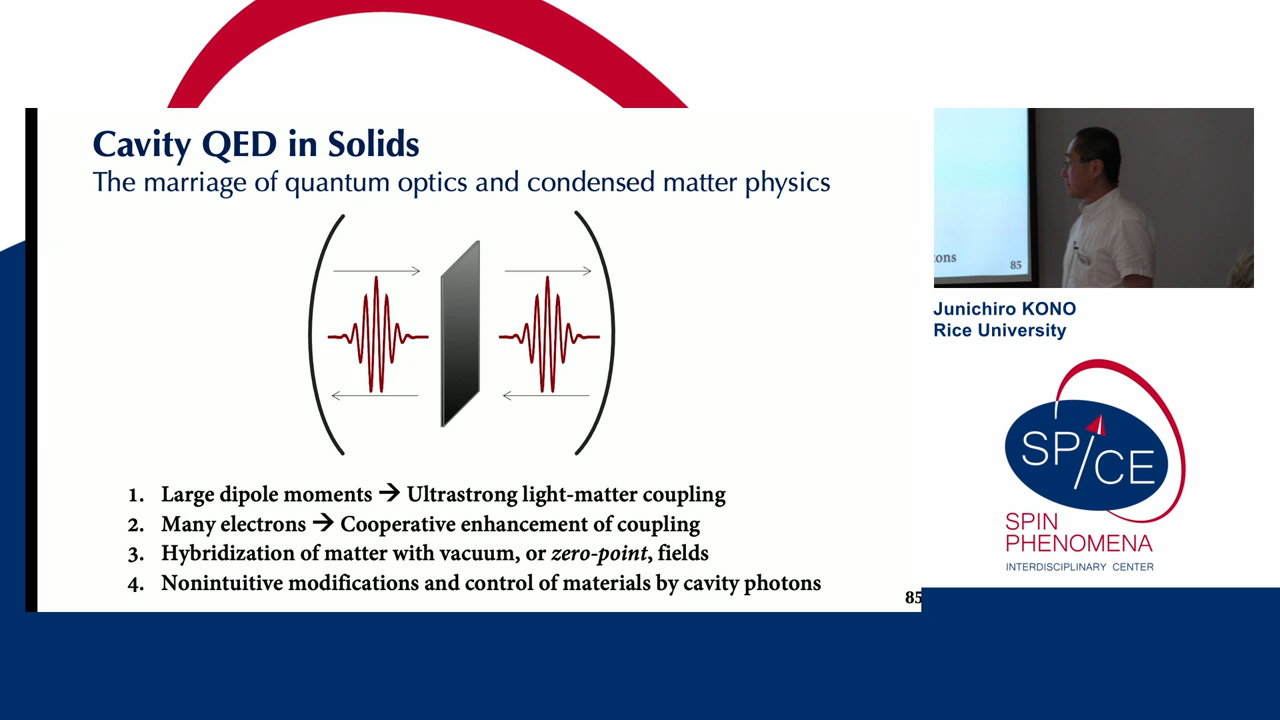 Cavity QED in Solids
The marriage of quantum optics and condensed matter physics
1. Large dipole moments → Ultrastrong light-matter coupling
2. Many electrons → Cooperative enhancement of coupling
3. Hybridization of matter with vacuum, or zero-point, fields
4. Nonintuitive modifications and control of materials by cavity photons
85
ons
85
Junichiro KONO
Rice University
SP/CE
SPIN
PHENOMENA
INTERDISCIPLINARY CENTER